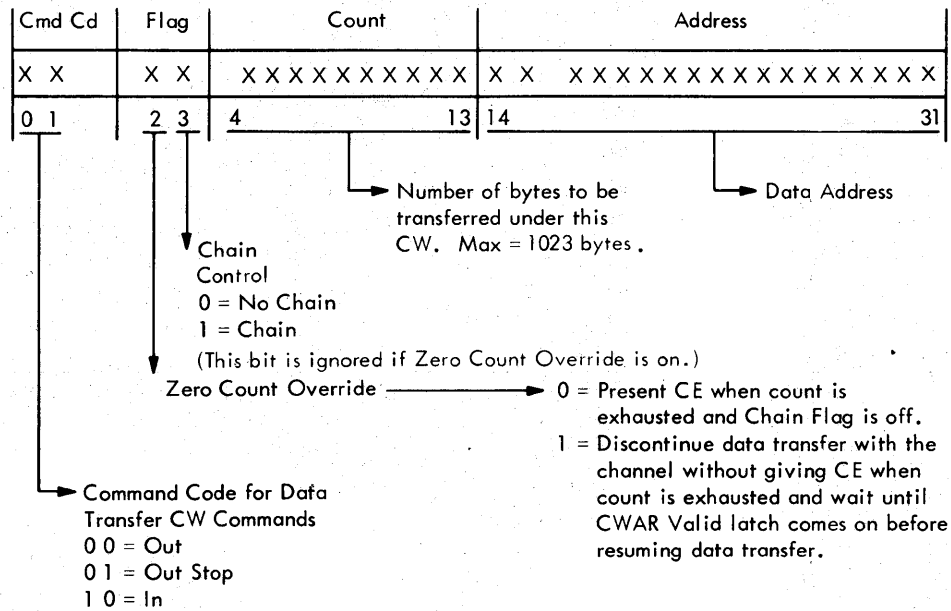 Cmd Cd Flag Count Address
X X X X X X X X X X X X X X X X X X X X X X X X X X X X X X X X
0 1 2 3 4 13 14 31
Number of bytes to be
transferred under this
CW. Max = 1023 bytes.
Data Address
Chain
Control
0 = No Chain
1 = Chain
(This bit is ignored if Zero Count Override is on.)
Zero Count Override
0 = Present CE when count is
exhausted and Chain Flag is off.
1 = Discontinue data transfer with the
channel without giving CE when
count is exhausted and wait until
CWAR Valid latch comes on before
resuming data transfer.
Command Code for Data
Transfer CW Commands
0 0 = Out
0 1 = Out Stop
1 0 = In